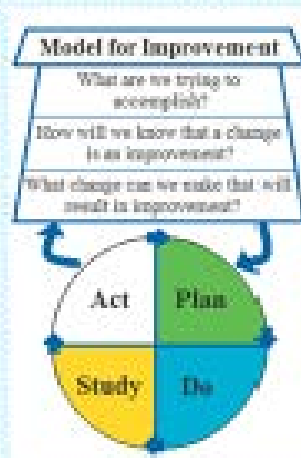 Model for Improvement
What are we trying to
accomplish?
How will we know that a change
is an improvement?
What change can we make that will
result in improvement?
Act Plan
Study Do